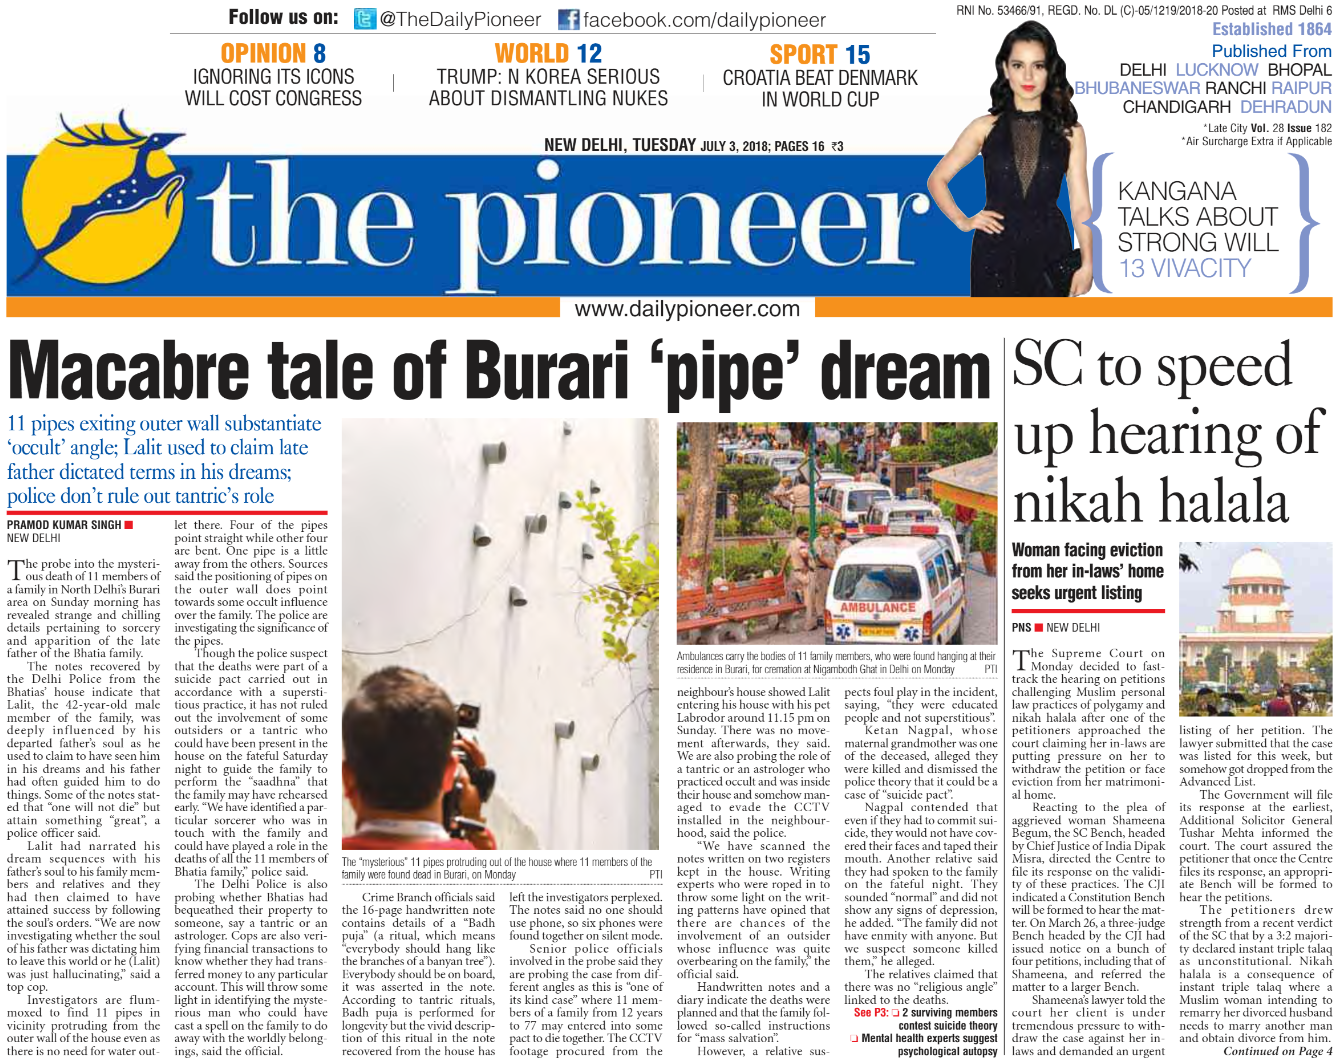 Follow us on: @TheDailyPioneer facebook.com/dailypioneer
RNI No. 53466/91, REGD. No. DL (C)-05/1219/2018-20 Posted at RMS Delhi 6
OPINION 8
IGNORING ITS ICONS
WILL COST CONGRESS
WORLD 12
TRUMP: N KOREA SERIOUS
ABOUT DISMANTLING NUKES
SPORT 15
CROATIA BEAT DENMARK
IN WORLD CUP
Established 1864
Published From
DELHI LUCKNOW BHOPAL
BHUBANESWAR RANCHI RAIPUR
CHANDIGARH DEHRADUN
*Late City Vol. 28 Issue 182
*Air Surcharge Extra if Applicable
NEW DELHI, TUESDAY JULY 3, 2018; PAGES 16 ₹3
the pioneer
KANGANA
TALKS ABOUT
STRONG WILL
13 VIVACITY
www.dailypioneer.com
Macabre tale of Burari ‘pipe’ dream
11 pipes exiting outer wall substantiate
‘occult’ angle; Lalit used to claim late
father dictated terms in his dreams;
police don’t rule out tantric’s role
PRAMOD KUMAR SINGH
NEW DELHI
The probe into the mysteri-
ous death of 11 members of
a family in North Delhi’s Burari
area on Sunday morning has
revealed strange and chilling
details pertaining to sorcery
and apparition of the late
father of the Bhatia family.
The notes recovered by
the Delhi Police from the
Bhatias’ house indicate that
Lalit, the 42-year-old male
member of the family, was
deeply influenced by his
departed father’s soul as he
used to claim to have seen him
in his dreams and his father
had often guided him to do
things. Some of the notes stat-
ed that “one will not die” but
attain something “great”, a
police officer said.
Lalit had narrated his
dream sequences with his
father’s soul to his family mem-
bers and relatives and they
had then claimed to have
attained success by following
the soul’s orders. “We are now
investigating whether the soul
of his father was dictating him
to leave this world or he (Lalit)
was just hallucinating,” said a
top cop.
Investigators are flum-
moxed to find 11 pipes in
vicinity protruding from the
outer wall of the house even as
there is no need for water out-
let there. Four of the pipes
point straight while other four
are bent. One pipe is a little
away from the others. Sources
said the positioning of pipes on
the outer wall does point
towards some occult influence
over the family. The police are
investigating the significance of
the pipes.
Though the police suspect
that the deaths were part of a
suicide pact carried out in
accordance with a supersti-
tious practice, it has not ruled
out the involvement of some
outsiders or a tantric who
could have been present in the
house on the fateful Saturday
night to guide the family to
perform the “saadhna” that
the family may have rehearsed
early. “We have identified a par-
ticular sorcerer who was in
touch with the family and
could have played a role in the
deaths of all the 11 members of
Bhatia family,” police said.
The Delhi Police is also
probing whether Bhatias had
bequeathed their property to
someone, say a tantric or an
astrologer. Cops are also veri-
fying financial transactions to
know whether they had trans-
ferred money to any particular
account. This will throw some
light in identifying the myste-
rious man who could have
cast a spell on the family to do
away with the worldly belong-
ings, said the official.
The “mysterious” 11 pipes protruding out of the house where 11 members of the
family were found dead in Burari, on Monday PTI
Crime Branch officials said
the 16-page handwritten note
contains details of a “Badh
puja” (a ritual, which means
“everybody should hang like
the branches of a banyan tree”).
Everybody should be on board,
it was asserted in the note.
According to tantric rituals,
Badh puja is performed for
longevity but the vivid descrip-
tion of this ritual in the note
recovered from the house has
left the investigators perplexed.
The notes said no one should
use phone, so six phones were
found together on silent mode.
Senior police officials
involved in the probe said they
are probing the case from dif-
ferent angles as this is “one of
its kind case” where 11 mem-
bers of a family from 12 years
to 77 may entered into some
pact to die together. The CCTV
footage procured from the
AMBULANCE
Ambulances carry the bodies of 11 family members, who were found hanging at their
residence in Burari, for cremation at Nigambodh Ghat in Delhi on Monday PTI
neighbour’s house showed Lalit
entering his house with his pet
Labrodor around 11.15 pm on
Sunday. There was no move-
ment afterwards, they said.
We are also probing the role of
a tantric or an astrologer who
practiced occult and was inside
their house and somehow man-
aged to evade the CCTV
installed in the neighbour-
hood, said the police.
“We have scanned the
notes written on two registers
kept in the house. Writing
experts who were roped in to
throw some light on the writ-
ing patterns have opined that
there are chances of the
involvement of an outsider
whose influence was quite
overbearing on the family,” the
official said.
Handwritten notes and a
diary indicate the deaths were
planned and that the family fol-
lowed so-called instructions
for “mass salvation”.
However, a relative sus-
pects foul play in the incident,
saying, “they were educated
people and not superstitious”.
Ketan Nagpal, whose
maternal grandmother was one
of the deceased, alleged they
were killed and dismissed the
police theory that it could be a
case of “suicide pact”.
Nagpal contended that
even if they had to commit sui-
cide, they would not have cov-
ered their faces and taped their
mouth. Another relative said
they had spoken to the family
on the fateful night. They
sounded “normal” and did not
show any signs of depression,
he added. “The family did not
have enmity with anyone. But
we suspect someone killed
them,” he alleged.
The relatives claimed that
there was no “religious angle”
linked to the deaths.
See P3: ❏ 2 surviving members
contest suicide theory
❏ Mental health experts suggest
psychological autopsy
SC to speed
up hearing of
nikah halala
Woman facing eviction
from her in-laws’ home
seeks urgent listing
PNS NEW DELHI
The Supreme Court on
Monday decided to fast-
track the hearing on petitions
challenging Muslim personal
law practices of polygamy and
nikah halala after one of the
petitioners approached the
court claiming her in-laws are
putting pressure on her to
withdraw the petition or face
eviction from her matrimoni-
al home.
Reacting to the plea of
aggrieved woman Shameena
Begum, the SC Bench, headed
by Chief Justice of India Dipak
Misra, directed the Centre to
file its response on the validi-
ty of these practices. The CJI
indicated a Constitution Bench
will be formed to hear the mat-
ter. On March 26, a three-judge
Bench headed by the CJI had
issued notice on a bunch of
four petitions, including that of
Shameena, and referred the
matter to a larger Bench.
Shameena’s lawyer told the
court her client is under
tremendous pressure to with-
draw the case against her in-
laws and demanded an urgent
listing of her petition. The
lawyer submitted that the case
was listed for this week, but
somehow got dropped from the
Advanced List.
The Government will file
its response at the earliest,
Additional Solicitor General
Tushar Mehta informed the
court. The court assured the
petitioner that once the Centre
files its response, an appropri-
ate Bench will be formed to
hear the petitions.
The petitioners drew
strength from a recent verdict
of the SC that by a 3:2 majori-
ty declared instant triple talaq
as unconstitutional. Nikah
halala is a consequence of
instant triple talaq where a
Muslim woman intending to
remarry her divorced husband
needs to marry another man
and obtain divorce from him.
Continued on Page 4